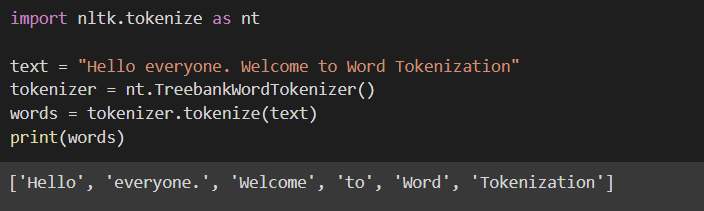 import nltk.tokenize as nt
text = "Hello everyone. Welcome to Word Tokenization"
tokenizer = nt.TreebankWordTokenizer()
words = tokenizer.tokenize(text)
print(words)
['Hello', 'everyone.', 'Welcome', 'to', 'Word', 'Tokenization']